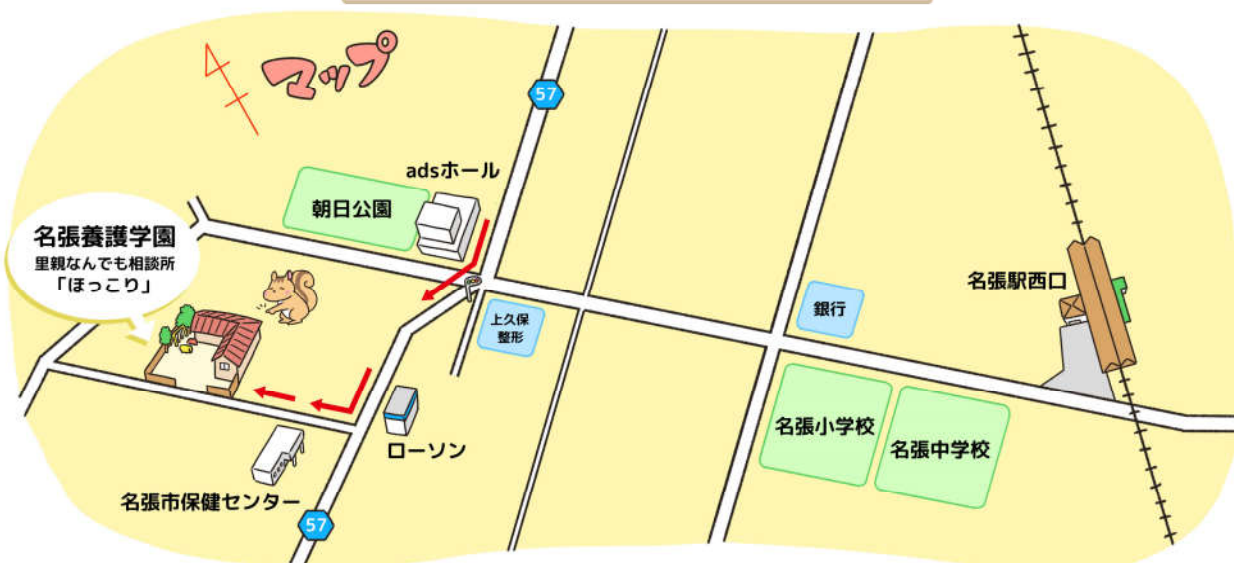 マップ
57
adsホール
朝日公園
名張養護学園
里親なんでも相談所
「ほっこり」
名張駅西口
銀行
上久保
整形
名張小学校
名張中学校
ローソン
名張市保健センター
57